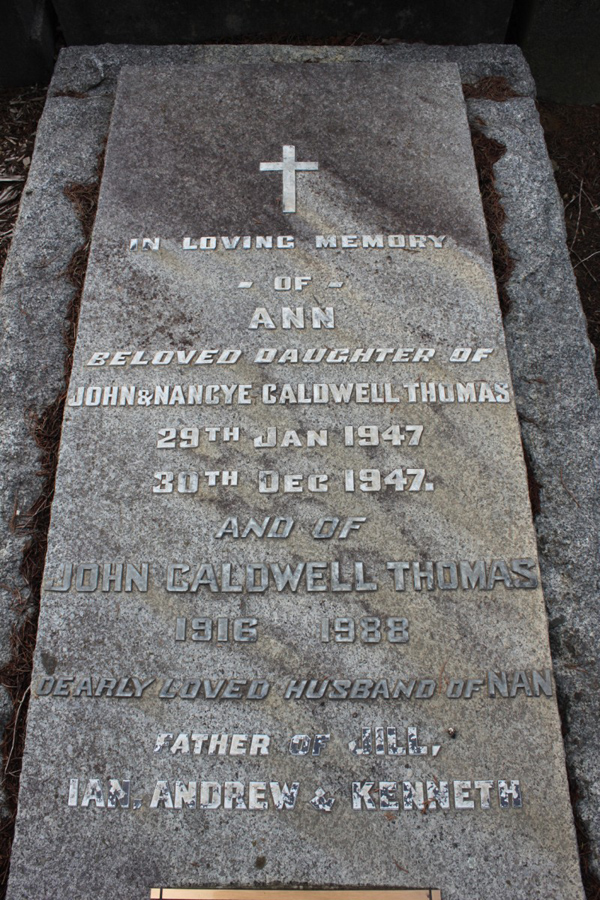 IN LOVING MEMORY
- OF -
ANN
BELOVED DAUGHTER OF
JOHN & NANCYE CALDWELL THOMAS
29TH JAN 1947
30TH DEC 1947.
AND OF
JOHN CALDWELL THOMAS
1916 1988
DEARLY LOVED HUSBAND OF NAN
FATHER OF JILL,
IAN, ANDREW & KENNETH